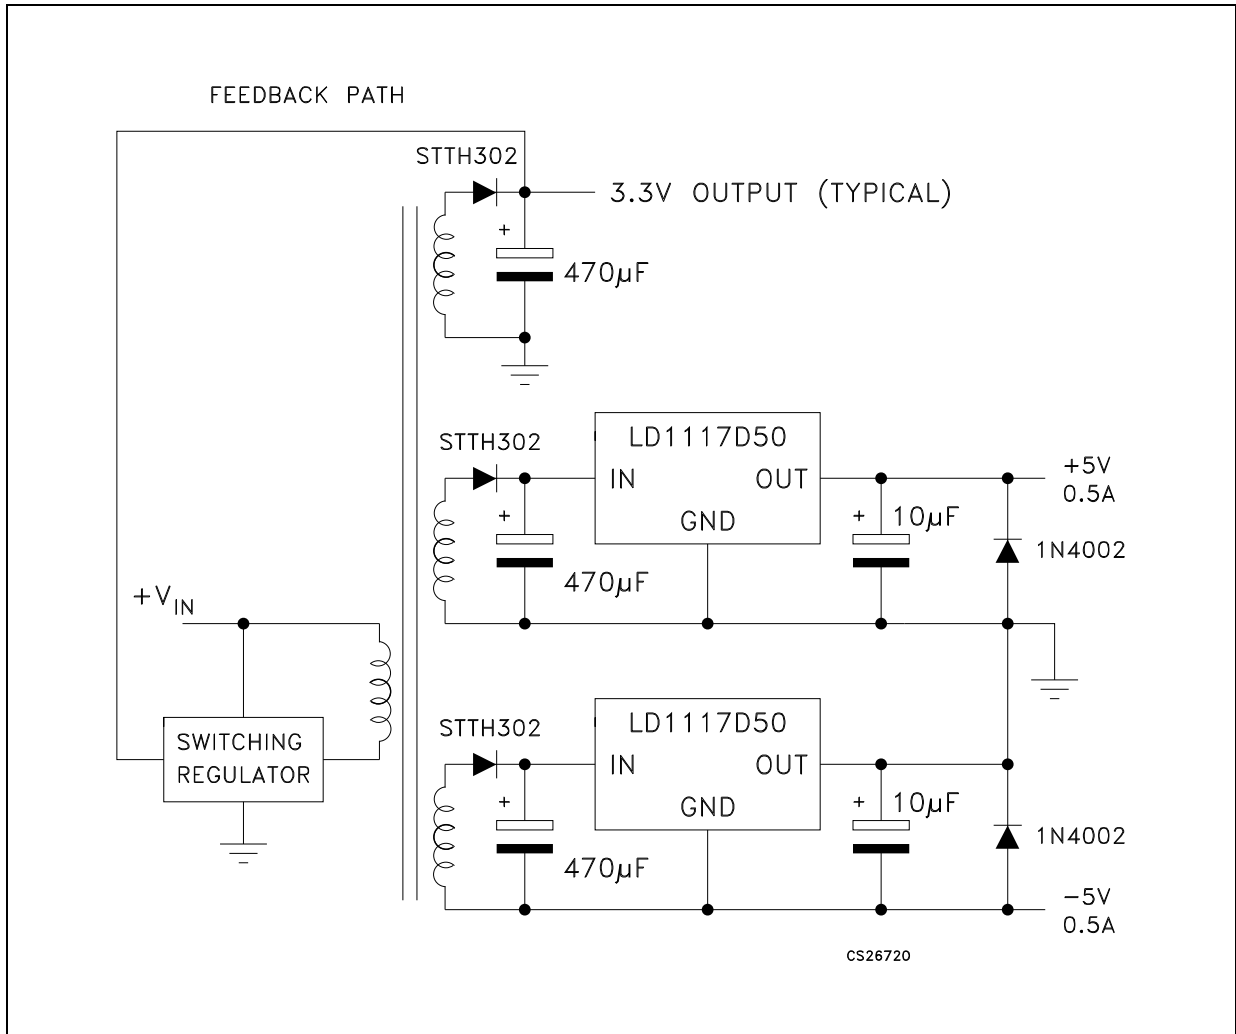 FEEDBACK PATH
STTH302
3.3V OUTPUT (TYPICAL)
+
470µF
STTH302
LD1117D50
IN
OUT
GND
+
470µF
+
10µF
+5V
0.5A
1N4002
+VIN
SWITCHING
REGULATOR
STTH302
LD1117D50
IN
OUT
GND
+
470µF
+
10µF
1N4002
-5V
0.5A
CS26720